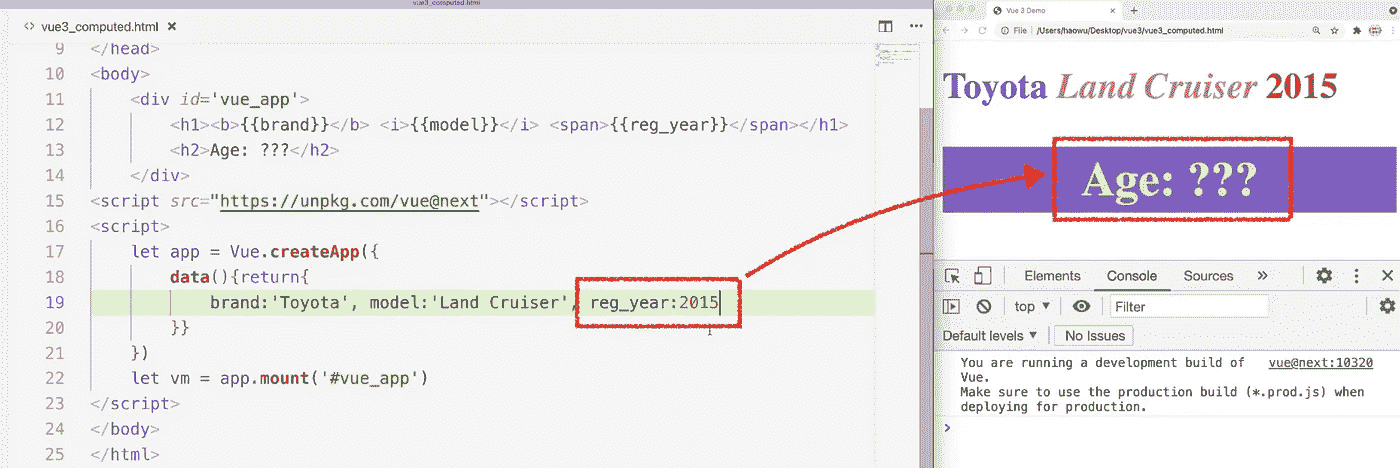 vue3_computed.html
<> vue3_computed.html ×
9 </head>
10 <body>
11 <div id='vue_app'>
12 <h1><b>{{brand}}</b> <i>{{model}}</i> <span>{{reg_year}}</span></h1>
13 <h2>Age: ???</h2>
14 </div>
15 <script src="https://unpkg.com/vue@next"></script>
16 <script>
17 let app = Vue.createApp({
18 data(){return{
19 brand:'Toyota', model:'Land Cruiser', reg_year:2015
20 }}
21 })
22 let vm = app.mount('#vue_app')
23 </script>
24 </body>
25 </html>
Vue 3 Demo
File | /Users/haowu/Desktop/vue3/vue3_computed.html
Toyota Land Cruiser 2015
Age: ???
Elements Console Sources »
top ▼ Filter
Default levels ▼ No Issues
You are running a development build of vue@next:10320
Vue.
Make sure to use the production build (*.prod.js) when
deploying for production.
>